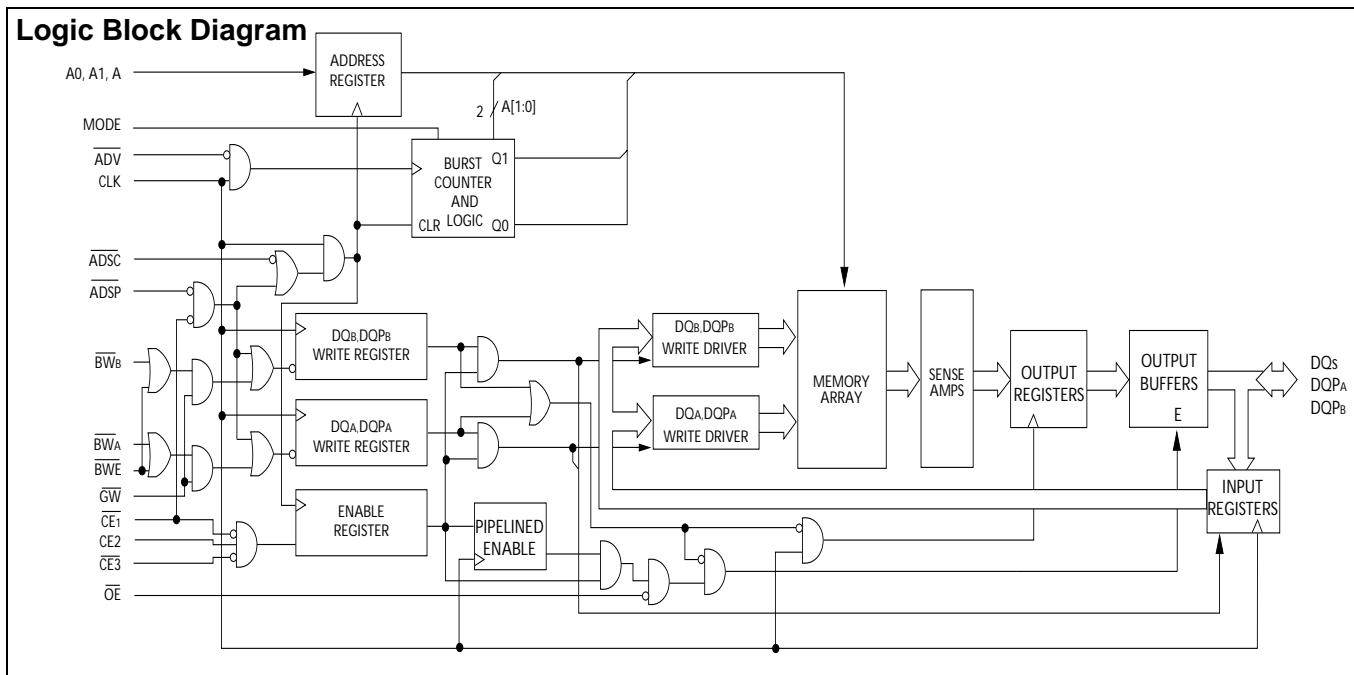 Logic Block Diagram
A0, A1, A
ADDRESS
REGISTER
2
A[1:0]
MODE
ADV
CLK
BURST
COUNTER
AND
LOGIC
Q1
CLR
Q0
ADSC
ADSP
DQB,DQPB
WRITE REGISTER
DQB,DQPB
WRITE DRIVER
BWB
MEMORY
ARRAY
SENSE
AMPS
OUTPUT
REGISTERS
OUTPUT
BUFFERS
E
DQs
DQPA
DQPB
DQA,DQPA
WRITE REGISTER
DQA,DQPA
WRITE DRIVER
BWA
BWE
GW
CE1
CE2
CE3
OE
ENABLE
REGISTER
PIPELINED
ENABLE
INPUT
REGISTERS